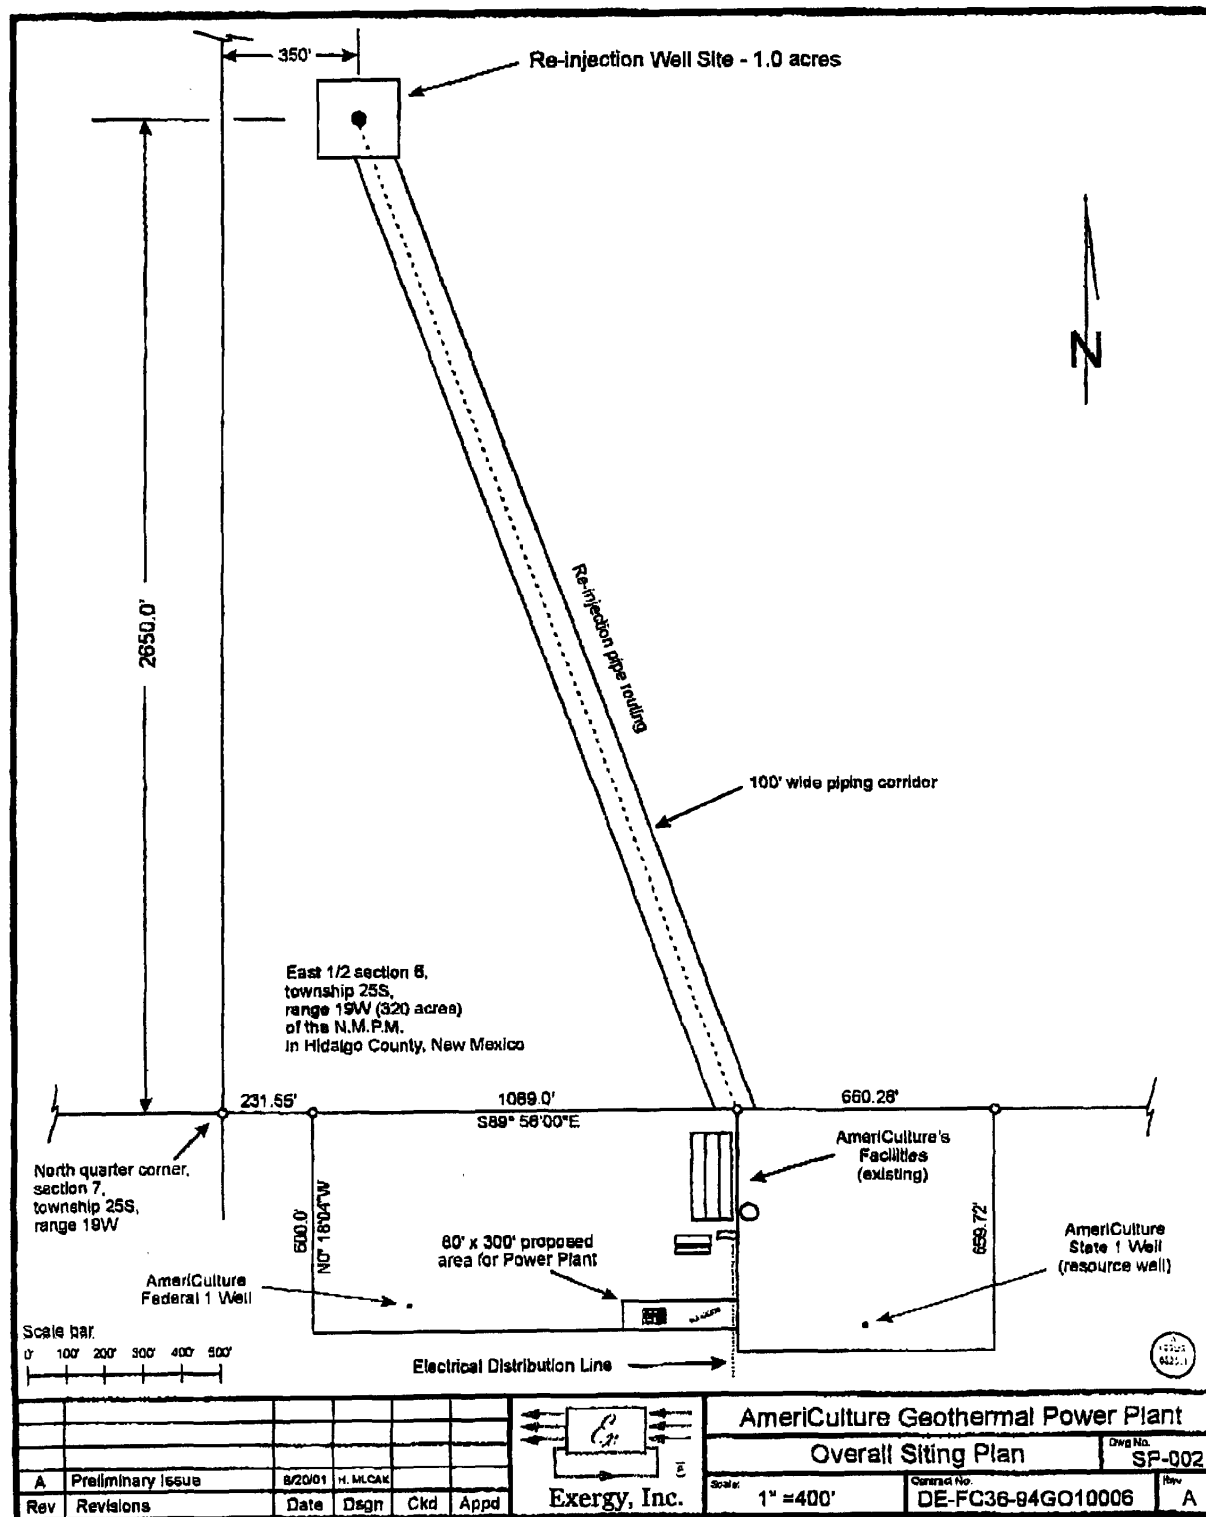 350'
Re-injection Well Site - 1.0 acres
N
2650.0'
Re-injection pipe routing
100' wide piping corridor
East 1/2 section 6,
township 25S,
range 19W (320 acres)
of the N.M.P.M.
in Hidalgo County, New Mexico
231.55'
1089.0'
660.28'
S89° 56'00"E
North quarter corner,
section 7,
township 25S,
range 19W
600.0'
N0° 18'04"W
AmeriCulture's
Facilities
(existing)
659.72'
80' x 300' proposed
area for Power Plant
AmeriCulture
State 1 Well
(resource well)
AmeriCulture
Federal 1 Well
Scale bar
0' 100' 200' 300' 400' 500'
Electrical Distribution Line
A Preliminary Issue 8/20/01 H. MLCAK
Rev Revisions Date Dsgn Ckd Appd
Ex
Exergy, Inc.
AmeriCulture Geothermal Power Plant
Overall Siting Plan
Dwg No.
SP-002
Scale:
1" =400'
Contract No.
DE-FC36-94GO10006
Rev
A